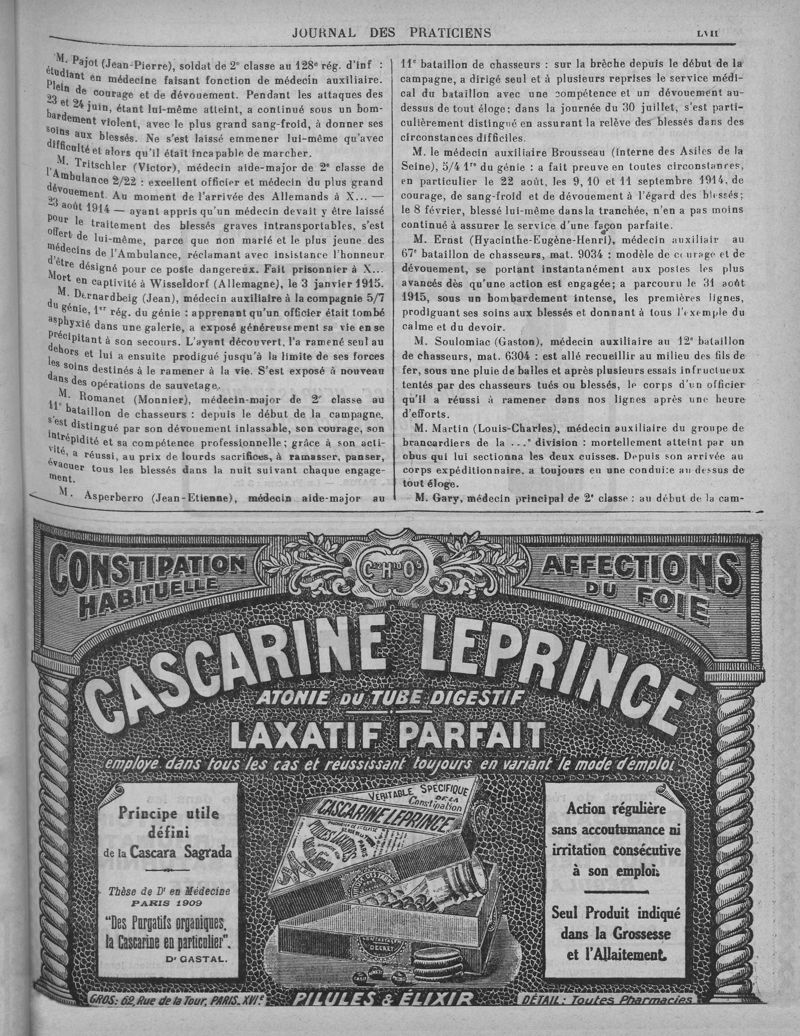 JOURNAL DES PRATICIENS
LVII
M. Pajot (Jean-Pierre), soldat de 2e classe au 128e rég. d'inf :
étudiant en médecine faisant fonction de médecin auxiliaire.
Plein de courage et de dévouement. Pendant les attaques des
23 et 24 juin, étant lui-même atteint, a continué sous un bom-
bardement violent, avec le plus grand sang-froid, à donner ses
soins aux blessés. Ne s'est laissé emmener lui-même qu'avec
difficulté et alors qu'il était incapable de marcher.
M. Tritschler (Victor), médecin aide-major de 2e classe de
l'Ambulance 2/22 : excellent officier et médecin du plus grand
dévouement. Au moment de l'arrivée des Allemands à X... —
23 août 1914 — ayant appris qu'un médecin devait y être laissé
pour le traitement des blessés graves intransportables, s'est
offert de lui-même, parce que non marié et le plus jeune des
médecins de l'Ambulance, réclamant avec insistance l'honneur
d'être désigné pour ce poste dangereux. Fait prisonnier à X...
Mort en captivité à Wisseldorf (Allemagne), le 3 janvier 1915.
M. Dernardbeig (Jean), médecin auxiliaire à la compagnie 5/7
du génie, 1er rég. du génie : apprenant qu'un officier était tombé
asphyxié dans une galerie, a exposé généreusement sa vie en se
précipitant à son secours. L'ayant découvert, l'a ramené seul au
dehors et lui a ensuite prodigué jusqu'à la limite de ses forces
les soins destinés à le ramener à la vie. S'est exposé à nouveau
dans des opérations de sauvetage.
M. Romanet (Monnier), médecin-major de 2e classe au
11e bataillon de chasseurs : depuis le début de la campagne,
s'est distingué par son dévouement inlassable, son courage, son
intrépidité et sa compétence professionnelle ; grâce à son acti-
vité, a réussi, au prix de lourds sacrifices, à ramasser, panser,
évacuer tous les blessés dans la nuit suivant chaque engage-
ment.
M. Asperberro (Jean-Etienne), médecin aide-major au
11e bataillon de chasseurs : sur la brèche depuis le début de la
campagne, a dirigé seul et à plusieurs reprises le service médi-
cal du bataillon avec une compétence et un dévouement au-
dessus de tout éloge ; dans la journée du 30 juillet, s'est parti-
culièrement distingué en assurant la relève des blessés dans des
circonstances difficiles.
M. le médecin auxiliaire Brousseau (interne des Asiles de la
Seine), 5/4 1er du génie : a fait preuve en toutes circonstances,
en particulier le 22 août, les 9, 10 et 11 septembre 1914, de
courage, de sang-froid et de dévouement à l'égard des blessés ;
le 8 février, blessé lui-même dans la tranchée, n'en a pas moins
continué à assurer le service d'une façon parfaite.
M. Ernst (Hyacinthe-Eugène-Henri), médecin auxiliair au
67e bataillon de chasseurs, mat. 9034 : modèle de courage et de
dévouement, se portant instantanément aux postes les plus
avancés dès qu'une action est engagée ; a parcouru le 31 août
1915, sous un bombardement intense, les premières lignes,
prodiguant ses soins aux blessés et donnant à tous l'exemple du
calme et du devoir.
M. Soulomiac (Gaston), médecin auxiliaire au 12e bataillon
de chasseurs, mat. 6304 : est allé recueillir au milieu des fils de
fer, sous une pluie de balles et après plusieurs essais infructueux
tentés par des chasseurs tués ou blessés, le corps d'un officier
qu'il a réussi à ramener dans nos lignes après une heure
d'efforts.
M. Martin (Louis-Charles), médecin auxiliaire du groupe de
brancardiers de la ...e division : mortellement atteint par un
obus qui lui sectionna les deux cuisses. Depuis son arrivée au
corps expéditionnaire, a toujours eu une conduite au dessus de
tout éloge.
M. Gary, médecin principal de 2e classe : au début de la cam-
CONSTIPATION
HABITUELLE
AFFECTIONS
DU FOIE
CASCARINE LEPRINCE
ATONIE DU TUBE DIGESTIF
LAXATIF PARFAIT
employé dans tous les cas et réussissant toujours en variant le mode d'emploi
Principe utile
défini
de la Cascara Sagrada
Thèse de Dr en Médecine
PARIS 1909
"Des Purgatifs organiques,
la Cascarine en particulier".
Dr GASTAL.
VÉRITABLE SPÉCIFIQUE
DE LA
Constipation
CASCARINE LEPRINCE
Action régulière
sans accoutumance ni
irritation consécutive
à son emploi.
Seul Produit indiqué
dans la Grossesse
et l'Allaitement.
GROS : 62, Rue de la Tour, PARIS. XVIe
PILULES & ÉLIXIR
DÉTAIL : Toutes Pharmacies